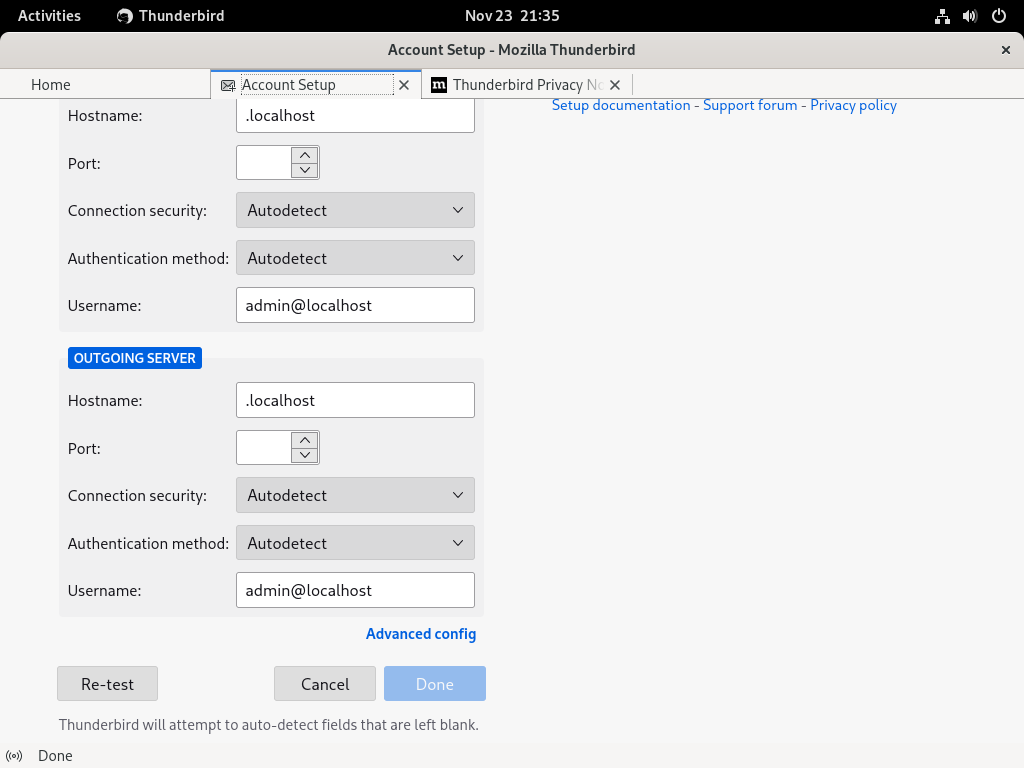 Activities Thunderbird Nov 23 21:35
Account Setup - Mozilla Thunderbird
Home Account Setup Thunderbird Privacy No
Hostname: .localhost
Setup documentation - Support forum - Privacy policy
Port:
Connection security: Autodetect
Authentication method: Autodetect
Username: admin@localhost
OUTGOING SERVER
Hostname: .localhost
Port:
Connection security: Autodetect
Authentication method: Autodetect
Username: admin@localhost
Advanced config
Re-test Cancel Done
Thunderbird will attempt to auto-detect fields that are left blank.
Done